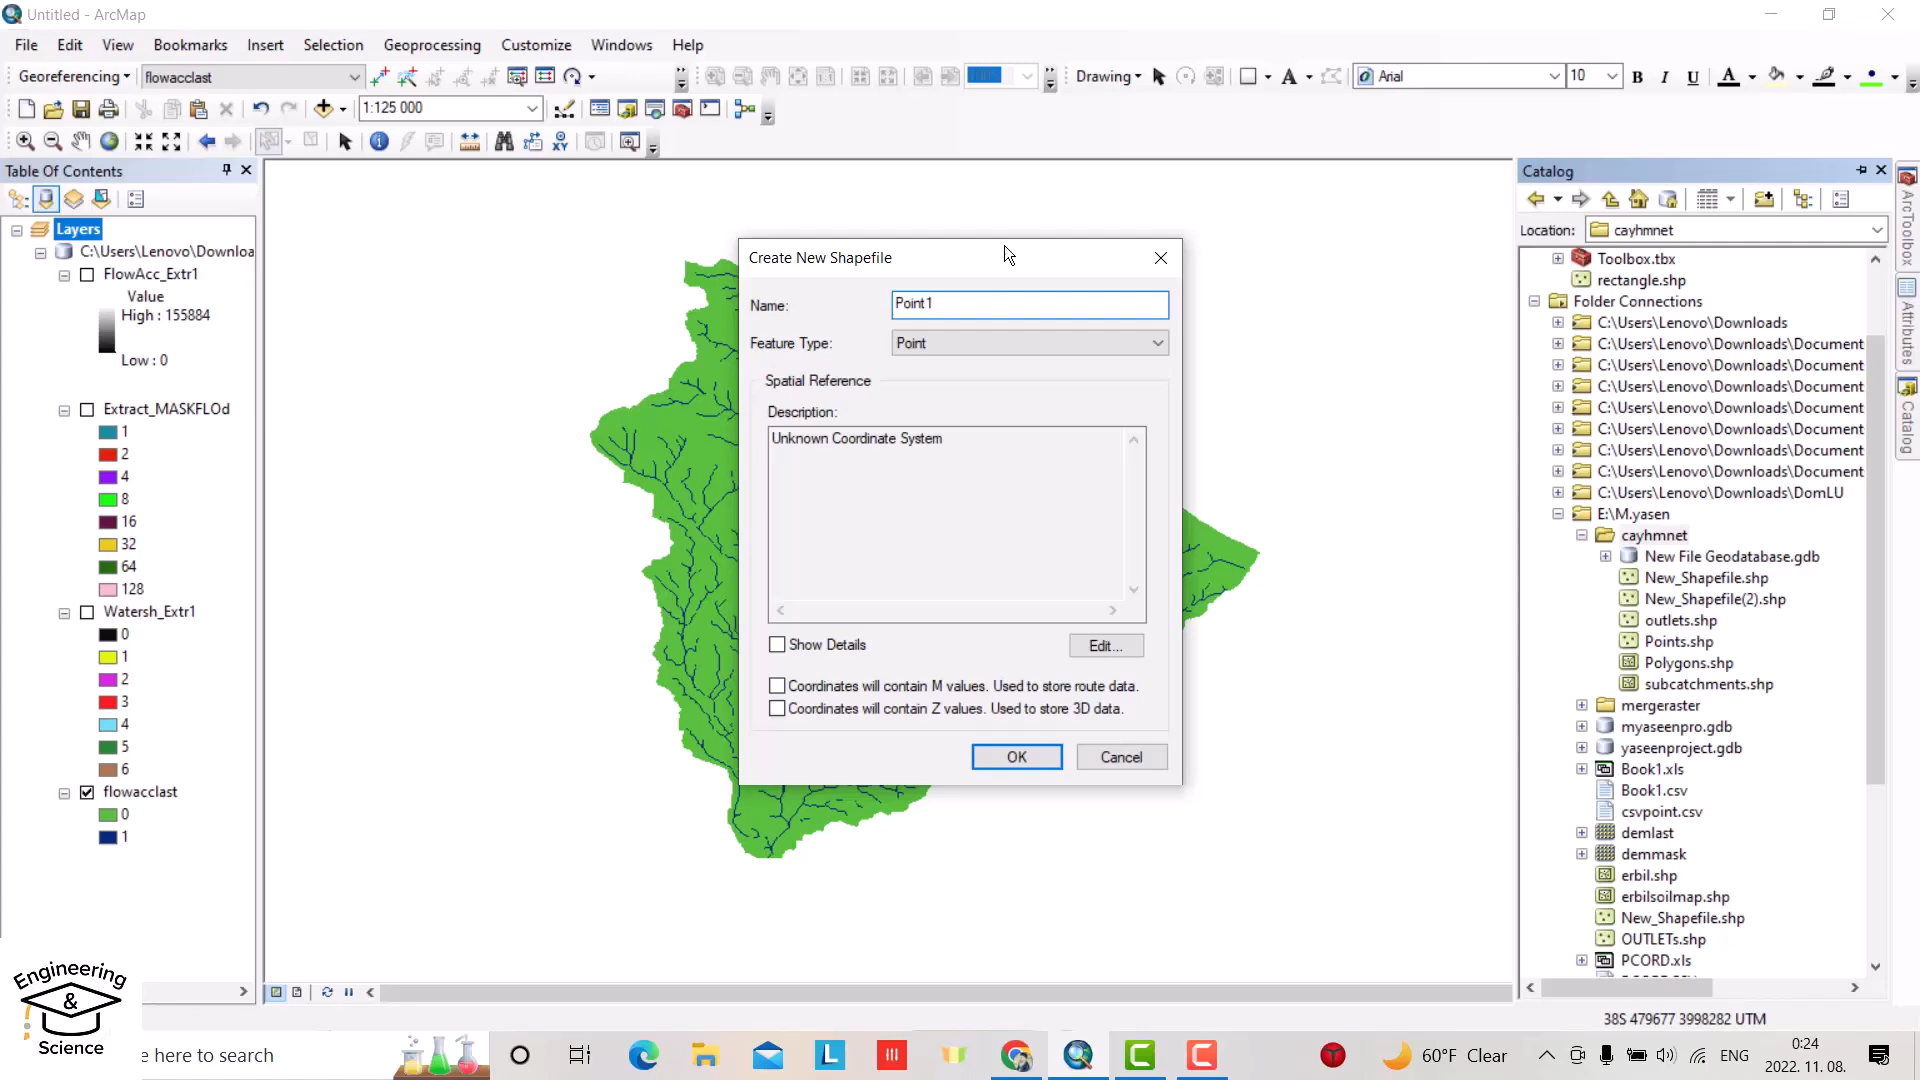 Untitled - ArcMap
File Edit View Bookmarks Insert Selection Geoprocessing Customize Windows Help
Georeferencing flowacclast Drawing A Arial 10 B I U A
1:125 000
Table Of Contents
Layers
C:\Users\Lenovo\Downloa
FlowAcc_Extr1
Value
High : 155884
Low : 0
Extract_MASKFLOd
1
2
4
8
16
32
64
128
Watersh_Extr1
0
1
2
3
4
5
6
flowacclast
0
1
Create New Shapefile
Name: Point1
Feature Type: Point
Spatial Reference
Description:
Unknown Coordinate System
Show Details
Edit...
Coordinates will contain M values. Used to store route data.
Coordinates will contain Z values. Used to store 3D data.
OK Cancel
Catalog
Location: cayhmnet
Toolbox.tbx
rectangle.shp
Folder Connections
C:\Users\Lenovo\Downloads
C:\Users\Lenovo\Downloads\Document
C:\Users\Lenovo\Downloads\Document
C:\Users\Lenovo\Downloads\Document
C:\Users\Lenovo\Downloads\Document
C:\Users\Lenovo\Downloads\Document
C:\Users\Lenovo\Downloads\Document
C:\Users\Lenovo\Downloads\Document
C:\Users\Lenovo\Downloads\DomLU
E:\M.yasen
cayhmnet
New File Geodatabase.gdb
New_Shapefile.shp
New_Shapefile(2).shp
outlets.shp
Points.shp
Polygons.shp
subcatchments.shp
mergeraster
myaseenpro.gdb
yaseenproject.gdb
Book1.xls
Book1.csv
csvpoint.csv
demlast
demmask
erbil.shp
erbilsoilmap.shp
New_Shapefile.shp
OUTLETs.shp
PCORD.xls
ArcToolbox
Attributes
Catalog
38S 479677 3998282 UTM
Engineering
&
Science
e here to search
L
60°F Clear
ENG
0:24
2022. 11. 08.